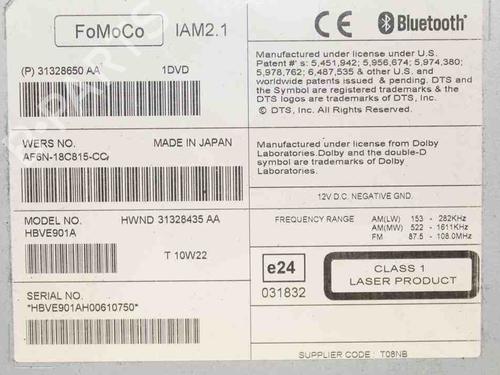 FoMoCo IAM2.1
CE Bluetooth®
(P) 31328650 AA 1DVD
Manufactured under license under U.S.
Patent #' s: 5,451,942; 5,956,674; 5,974,380;
5,978,762; 6,487,535 & other U.S. and
worldwide patents issued & pending. DTS and
the Symbol are registered trademarks &
DTS logos are trademarks of DTS, Inc.
© DTS, Inc. All Rights Reserved.
WERS NO. MADE IN JAPAN
AF6N-18C815-CC
Manufactured under license from Dolby
Laboratories.Dolby and the double-D
symbol are trademarks of Dolby
Laboratories.
12V D.C. NEGATIVE GND.
MODEL NO. HWND 31328435 AA
HBVE901A
T 10W22
FREQUENCY RANGE AM(LW) 153 - 282KHz
AM(MW) 522 - 1611KHz
FM 87.5 - 108.0MHz
e24
031832
CLASS 1
LASER PRODUCT
SERIAL NO.
*HBVE901AH00610750*
SUPPLIER CODE : T08NB